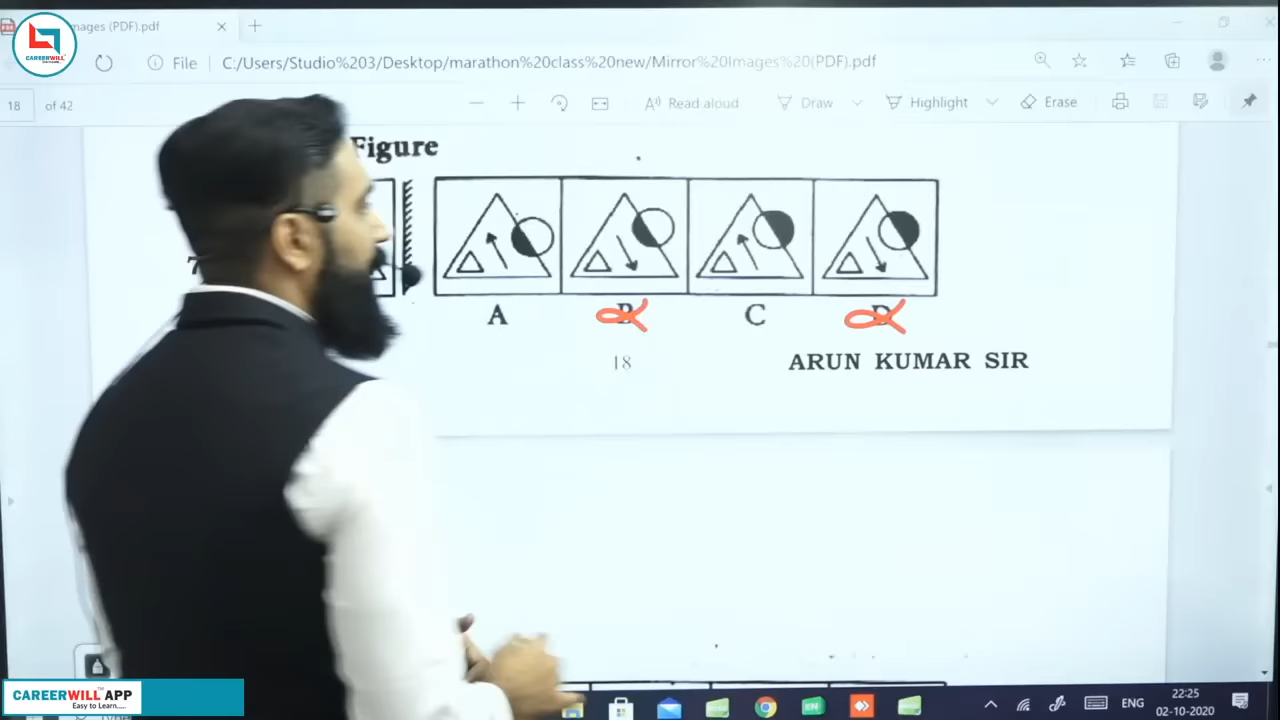 mages (PDF).pdf
File C:/Users/Studio%203/Desktop/marathon%20class%20new/Mirror%20Images%20(PDF).pdf
18 of 42
Read aloud Draw Highlight Erase
CAREERWILL
Figure
A B C D
18 ARUN KUMAR SIR
CAREERWILL APP
Easy to Learn.....
ENG
22:25
02-10-2020